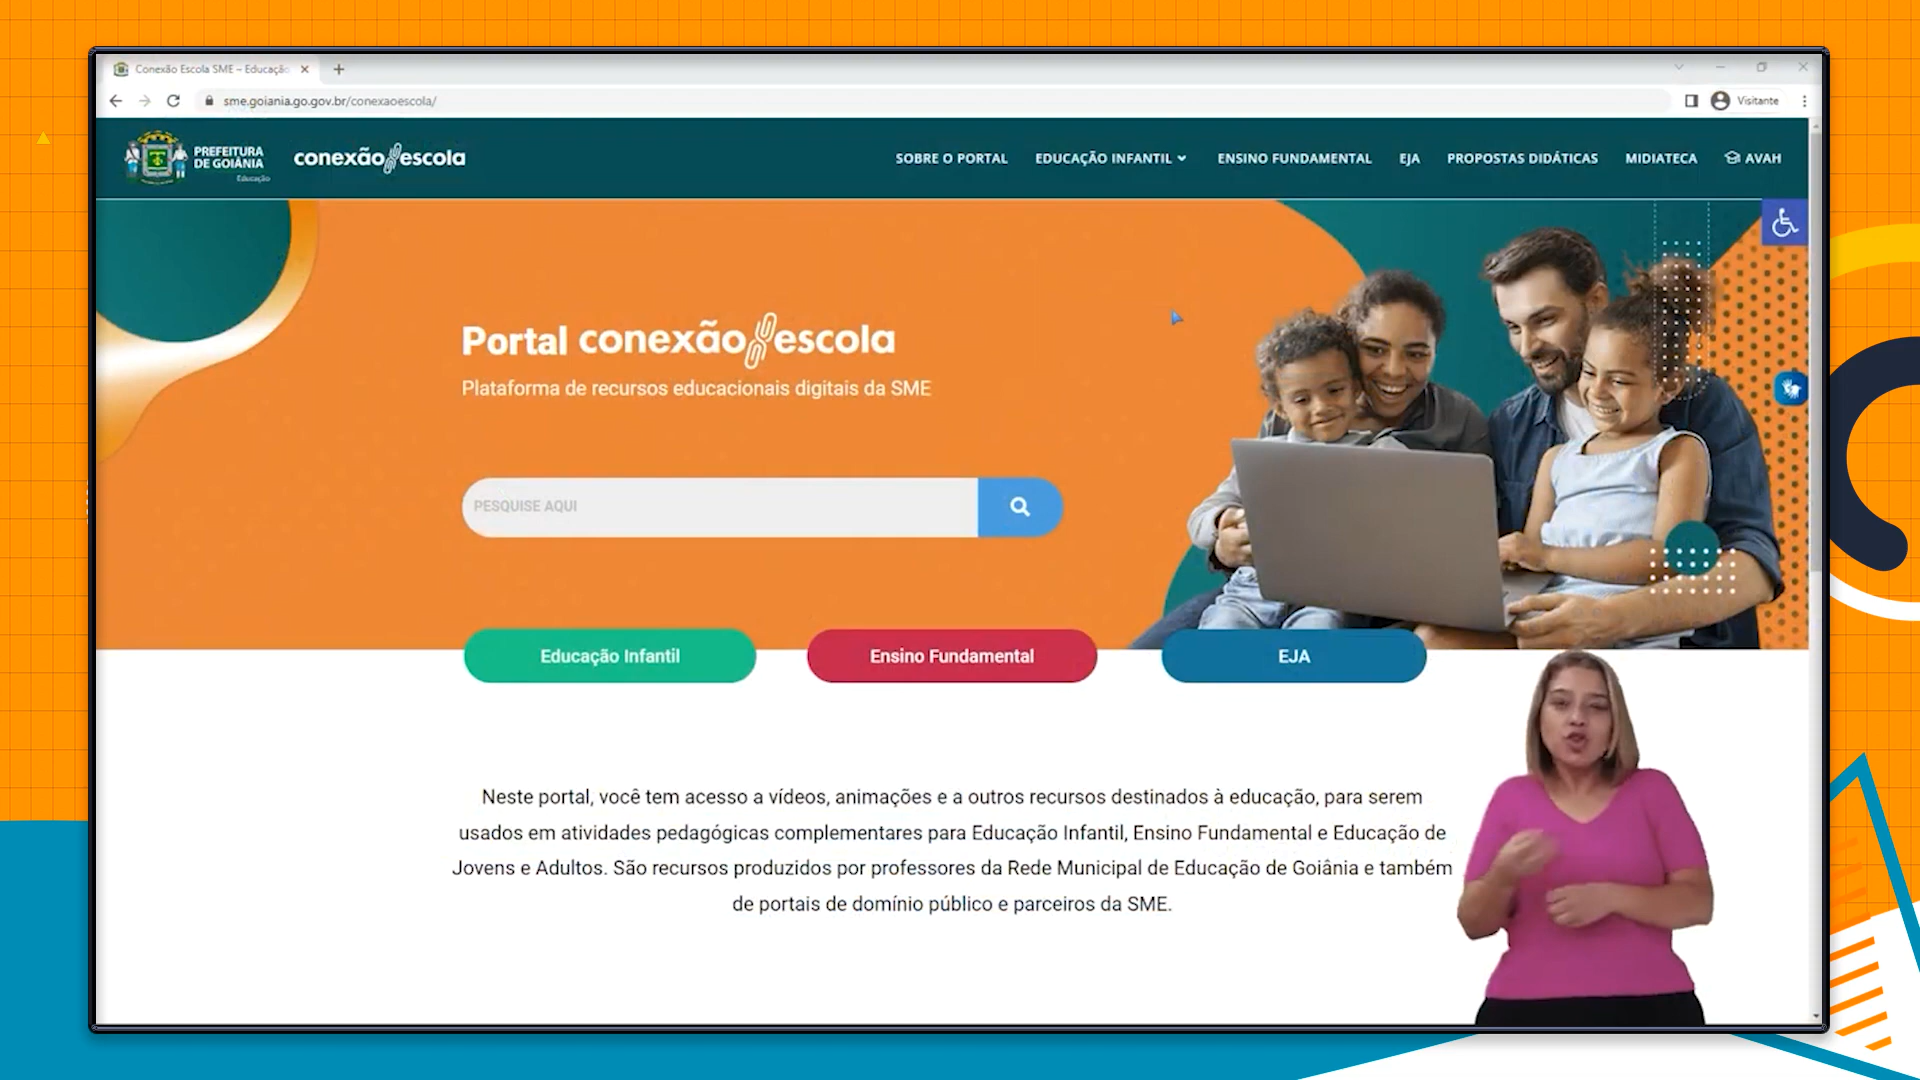 Conexão Escola SME – Educação
sme.goiania.go.gov.br/conexaoescola/
Visitante
PREFEITURA
DE GOIÂNIA
Educação
conexão escola
SOBRE O PORTAL
EDUCAÇÃO INFANTIL
ENSINO FUNDAMENTAL
EJA
PROPOSTAS DIDÁTICAS
MIDIATECA
AVAH
Portal conexão escola
Plataforma de recursos educacionais digitais da SME
PESQUISE AQUI
Educação Infantil
Ensino Fundamental
EJA
Neste portal, você tem acesso a vídeos, animações e a outros recursos destinados à educação, para serem
usados em atividades pedagógicas complementares para Educação Infantil, Ensino Fundamental e Educação de
Jovens e Adultos. São recursos produzidos por professores da Rede Municipal de Educação de Goiânia e também
de portais de domínio público e parceiros da SME.